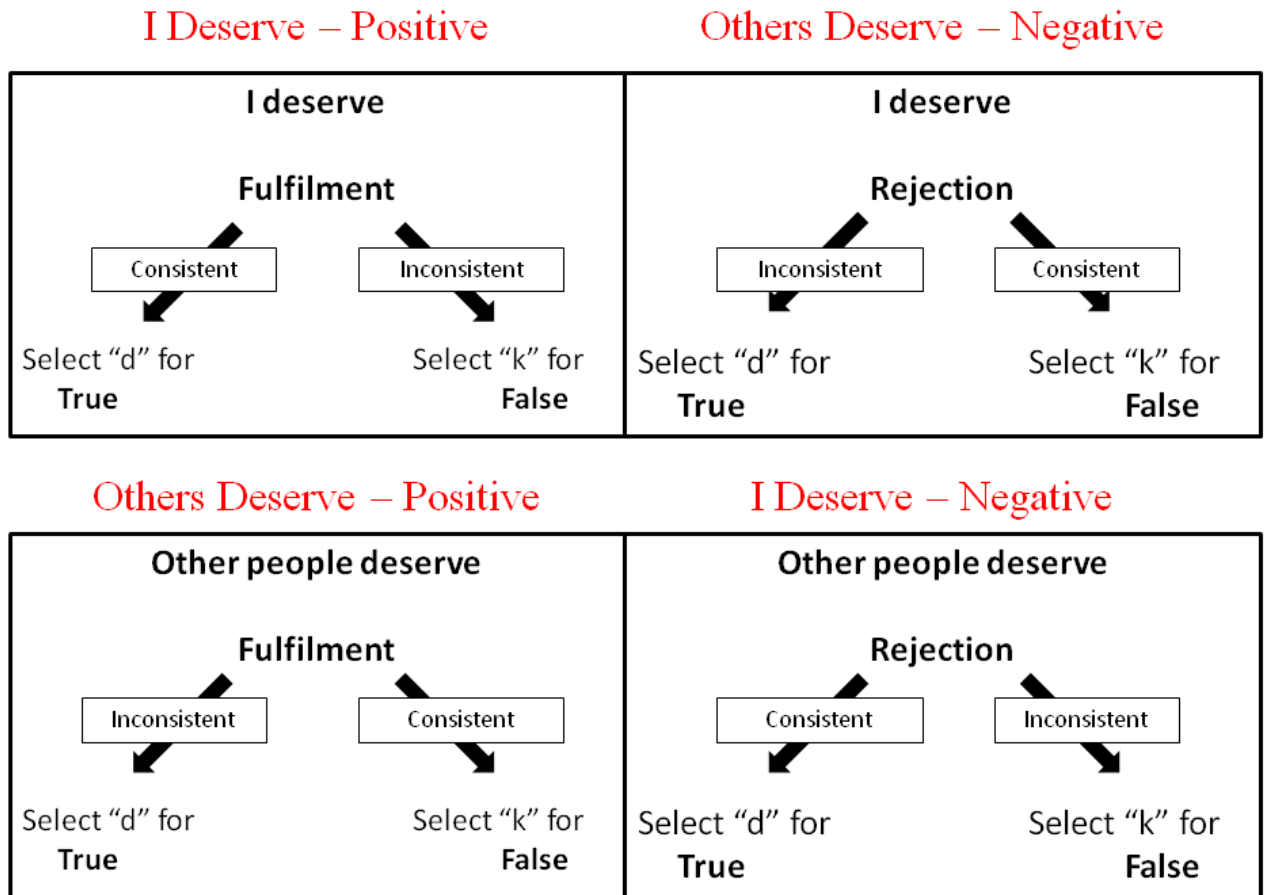 I Deserve – Positive
Others Deserve – Negative
I deserve
Fulfilment
Consistent
Inconsistent
Select “d” for
True
Select “k” for
False
I deserve
Rejection
Inconsistent
Consistent
Select “d” for
True
Select “k” for
False
Others Deserve – Positive
I Deserve – Negative
Other people deserve
Fulfilment
Inconsistent
Consistent
Select “d” for
True
Select “k” for
False
Other people deserve
Rejection
Consistent
Inconsistent
Select “d” for
True
Select “k” for
False